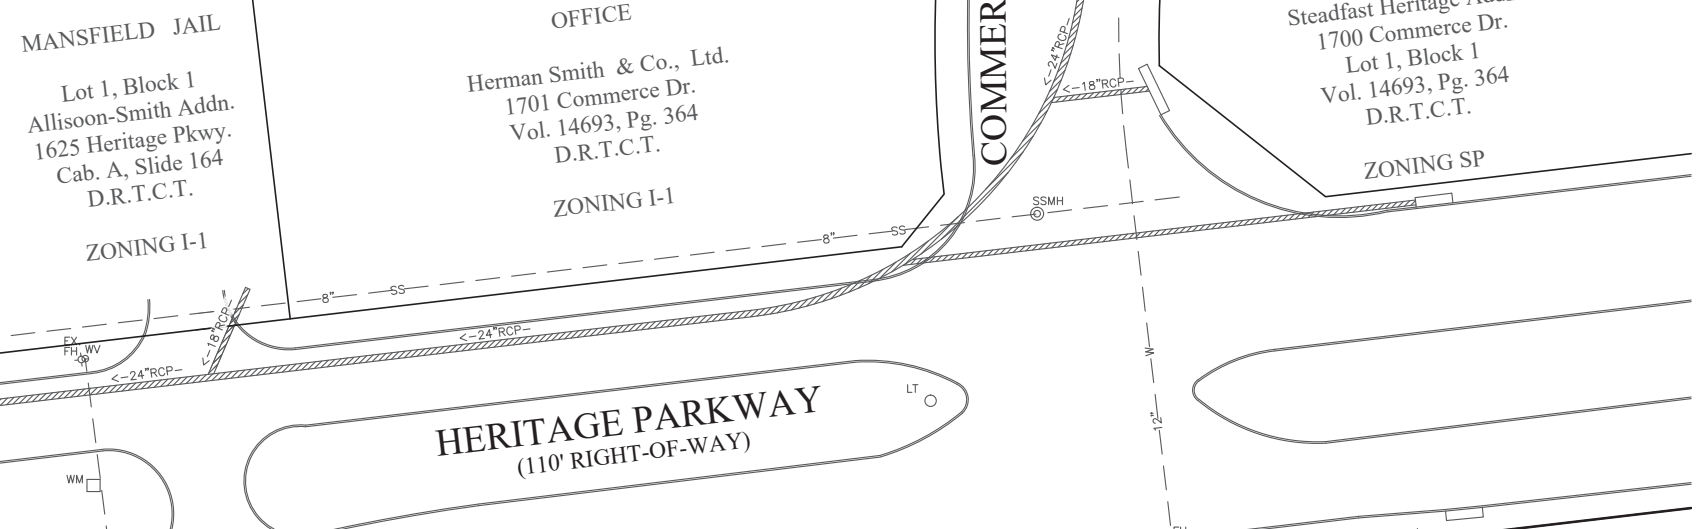 MANSFIELD JAIL
Lot 1, Block 1
Allisoon-Smith Addn.
1625 Heritage Pkwy.
Cab. A, Slide 164
D.R.T.C.T.
ZONING I-1
OFFICE
Herman Smith & Co., Ltd.
1701 Commerce Dr.
Vol. 14693, Pg. 364
D.R.T.C.T.
ZONING I-1
COMMER
<-24"RCP-
<-18"RCP-
Steadfast Heritage
1700 Commerce Dr.
Lot 1, Block 1
Vol. 14693, Pg. 364
D.R.T.C.T.
ZONING SP
SSMH
8" SS
8" SS
<-18"RCP-
<-24"RCP-
EX
FH, WV
<-24"RCP-
HERITAGE PARKWAY
(110' RIGHT-OF-WAY)
LT
W
12"
WM